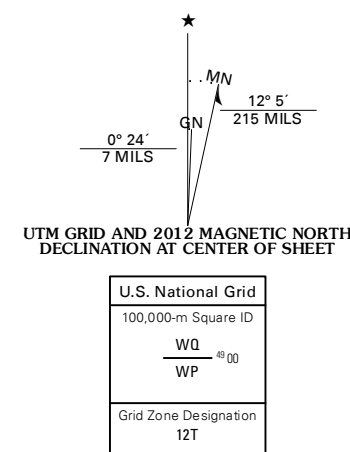 ★
MN
GN
12° 5´
215 MILS
0° 24´
7 MILS
UTM GRID AND 2012 MAGNETIC NORTH
DECLINATION AT CENTER OF SHEET
U.S. National Grid
100,000-m Square ID
WQ
49 00
WP
Grid Zone Designation
12T